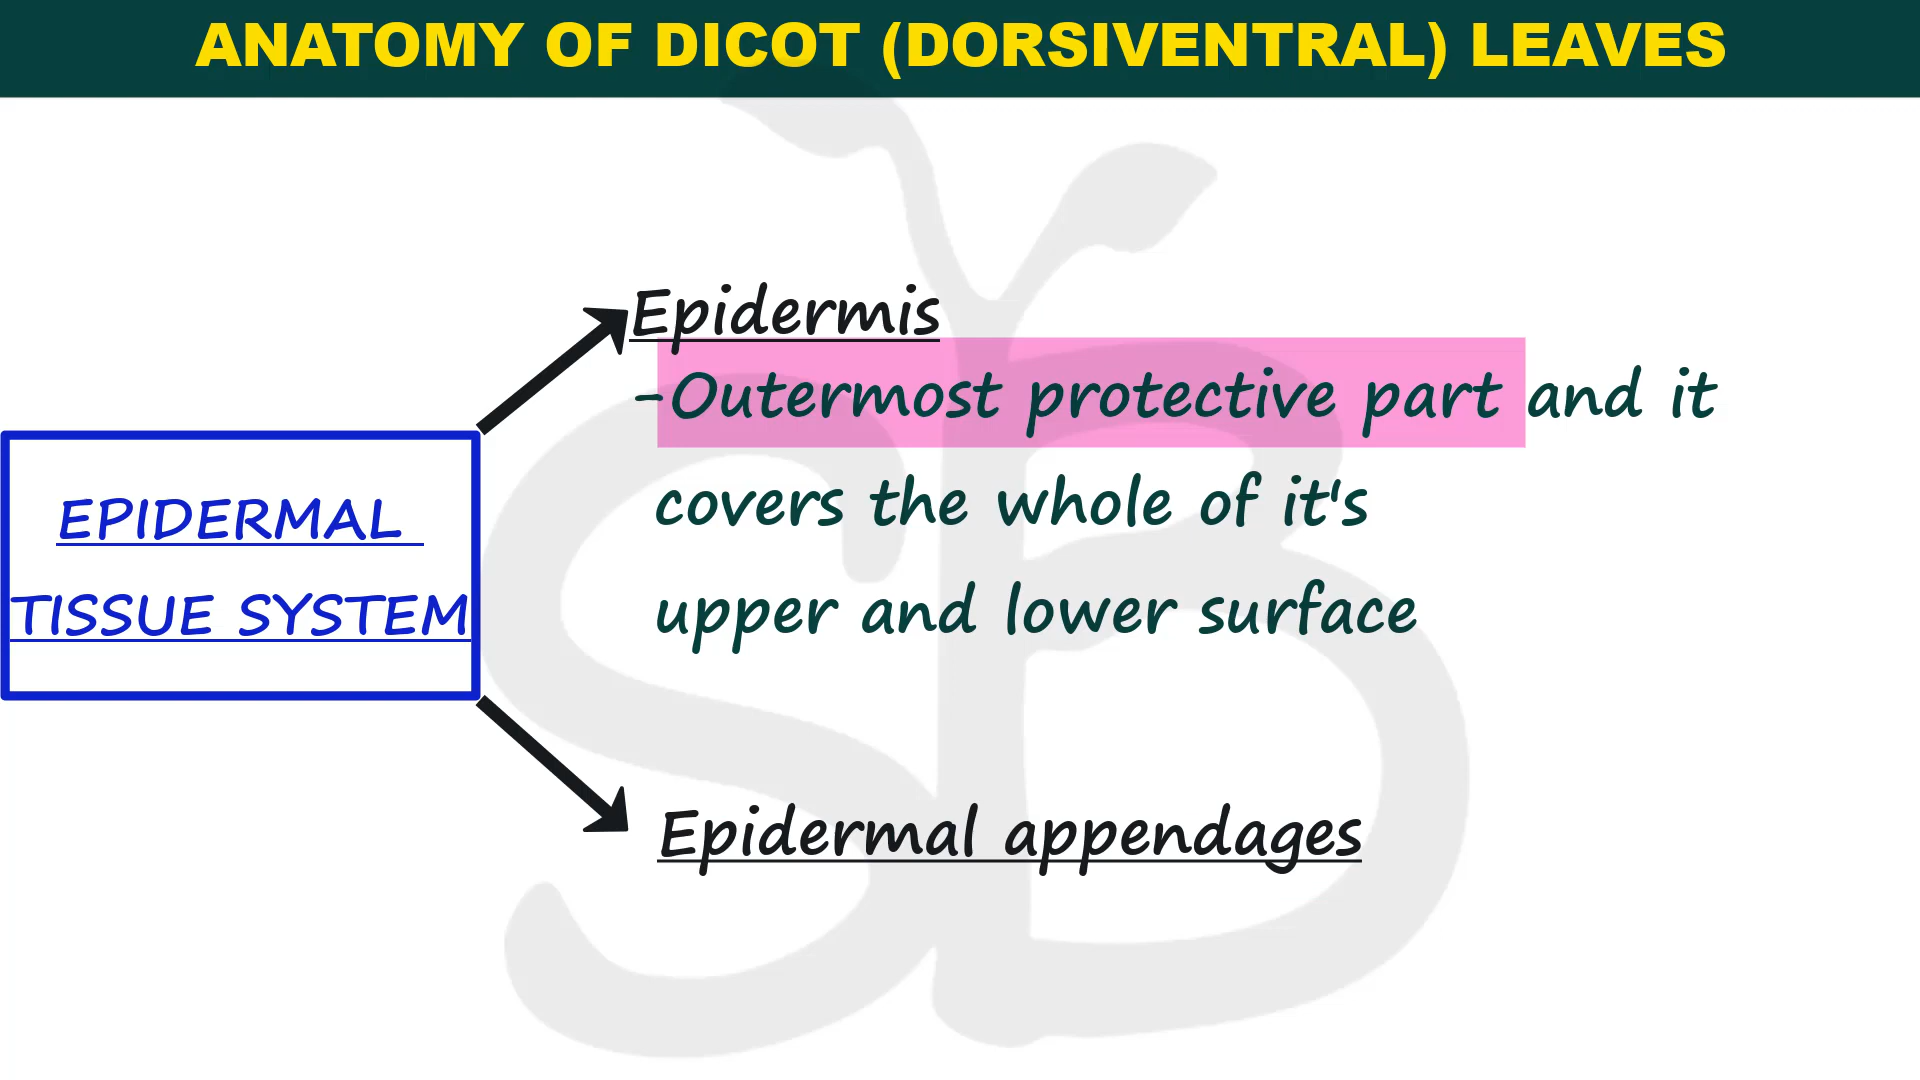 ANATOMY OF DICOT (DORSIVENTRAL) LEAVES
EPIDERMAL
TISSUE SYSTEM
Epidermis
-Outermost protective part and it
covers the whole of it's
upper and lower surface
Epidermal appendages
SB